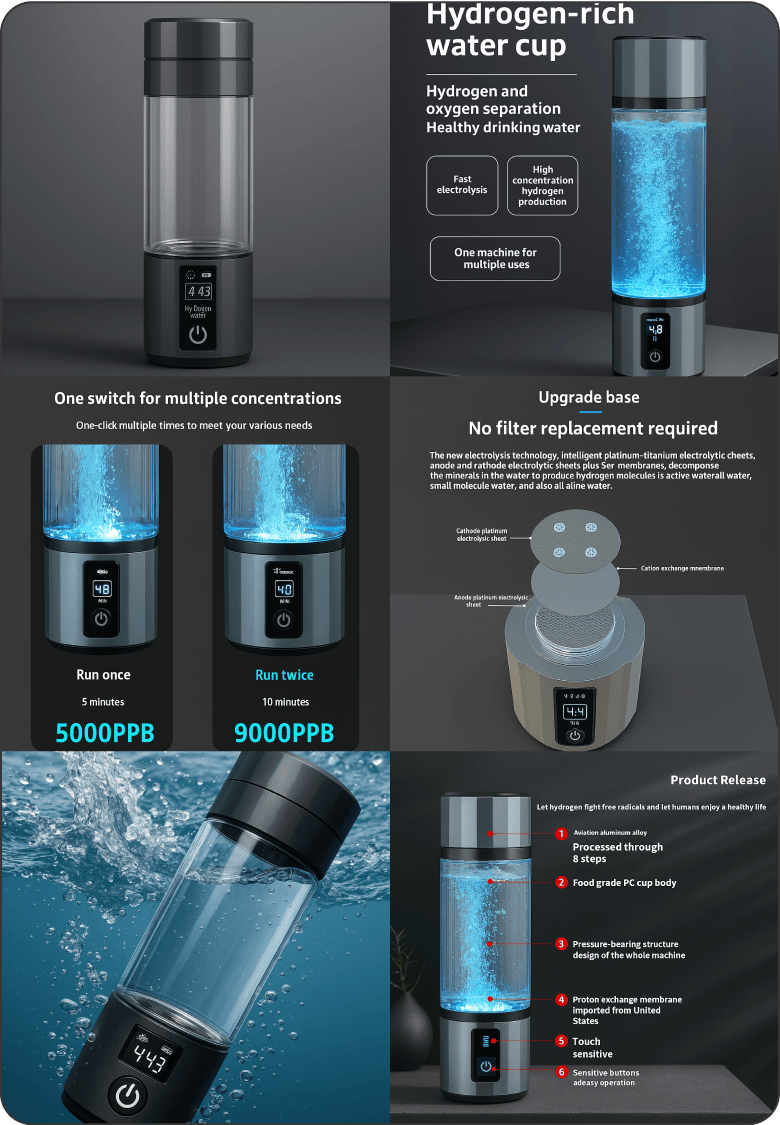 4 43
Hy Dogen
water
Hydrogen-rich
water cup
Hydrogen and
oxygen separation
Healthy drinking water
Fast
electrolysis
High
concentration
hydrogen
production
One machine for
multiple uses
4,8
One switch for multiple concentrations
One-click multiple times to meet your various needs
48
MIN
40
Run once
5 minutes
5000PPB
Run twice
10 minutes
9000PPB
Upgrade base
No filter replacement required
The new electrolysis technology, intelligent platinum-titanium electrolytic cheets,
anode and rathode electrolytic sheets plus Ser membranes, decomponse
the minerals in the water to produce hydrogen molecules is active waterall water,
small molecule water, and also all aline water.
Cathode platinum
electrolysic sheet
Cation exchange mnembrane
Anode platinum electrolysic
sheet
4:4
443
Product Release
Let hydrogen fight free radicals and let humans enjoy a healthy life
1 Aviation aluminum alloy
Processed through
8 steps
2 Food grade PC cup body
3 Pressure-bearing structure
design of the whole machine
4 Proton exchange membrane
imported from United
States
5 Touch
sensitive
6 Sensitive buttons
adeasy operation